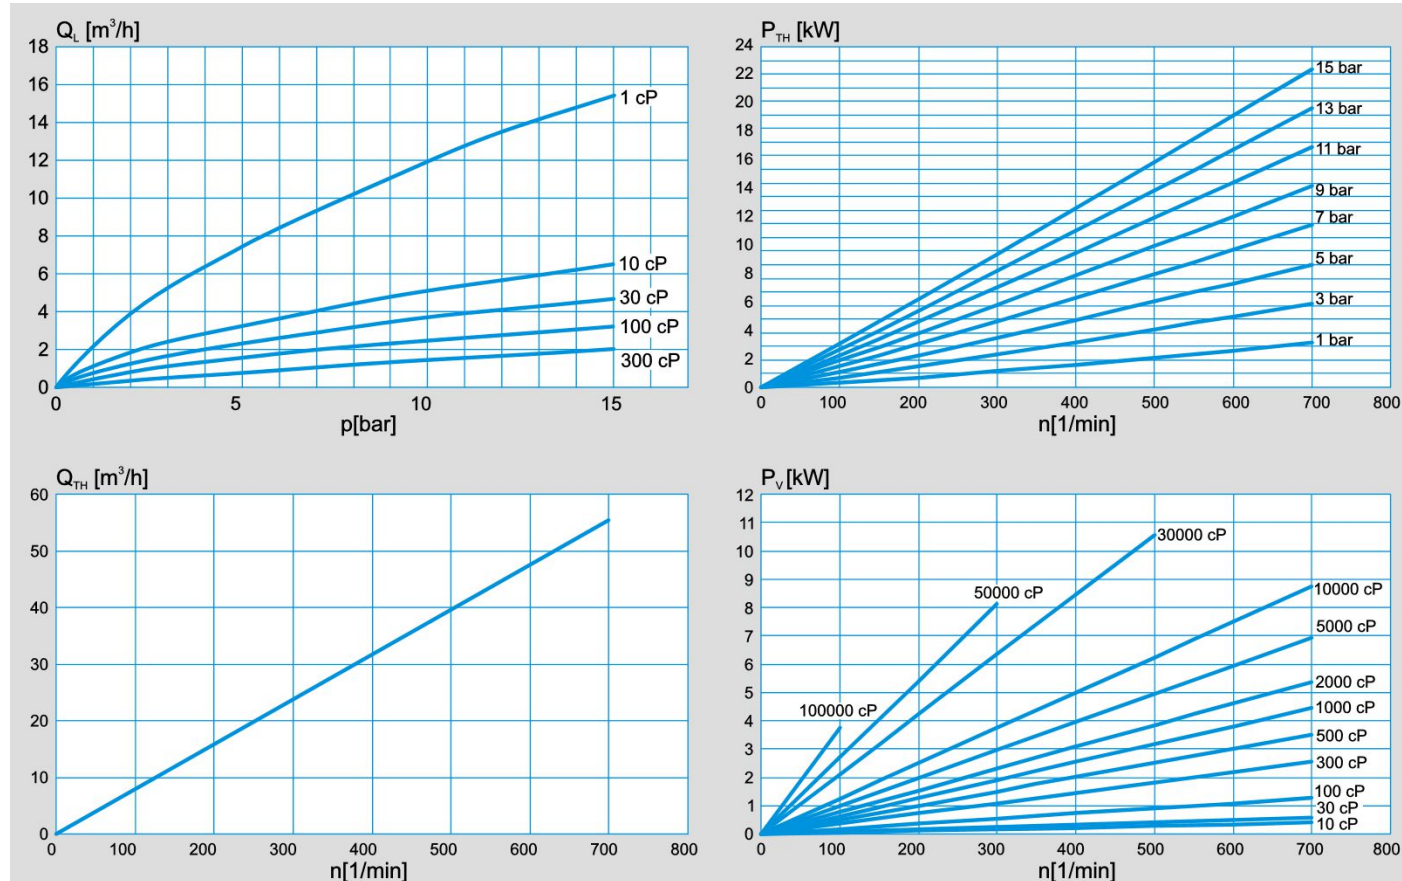 Q_L [m³/h]
18
16
14
12
10
8
6
4
2
0
1 cP
10 cP
30 cP
100 cP
300 cP
0 5 10 15
p[bar]
P_TH [kW]
24
22
20
18
16
14
12
10
8
6
4
2
0
15 bar
13 bar
11 bar
9 bar
7 bar
5 bar
3 bar
1 bar
0 100 200 300 400 500 600 700 800
n[1/min]
Q_TH [m³/h]
60
50
40
30
20
10
0
0 100 200 300 400 500 600 700 800
n[1/min]
P_V [kW]
12
11
10
9
8
7
6
5
4
3
2
1
0
30000 cP
50000 cP
10000 cP
5000 cP
2000 cP
100000 cP
1000 cP
500 cP
300 cP
100 cP
30 cP
10 cP
0 100 200 300 400 500 600 700 800
n[1/min]